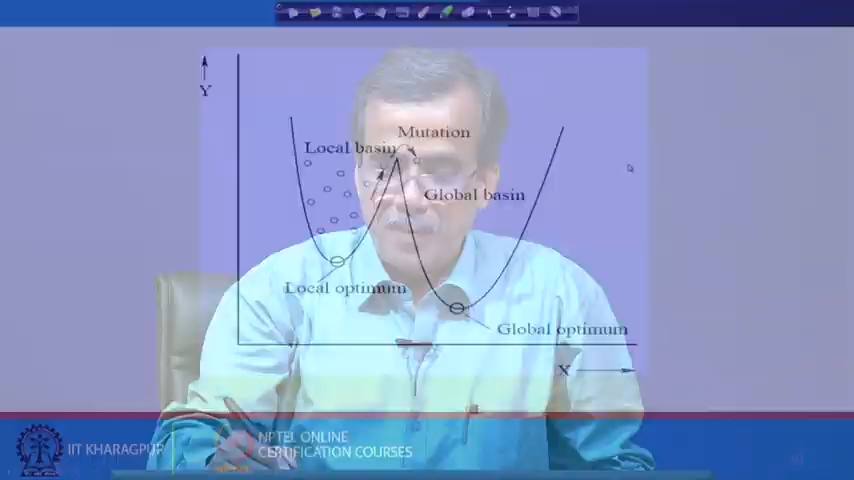 Y
Mutation
Local basin
Global basin
Local optimum
Global optimum
X
IIT KHARAGPUR
NPTEL ONLINE
CERTIFICATION COURSES